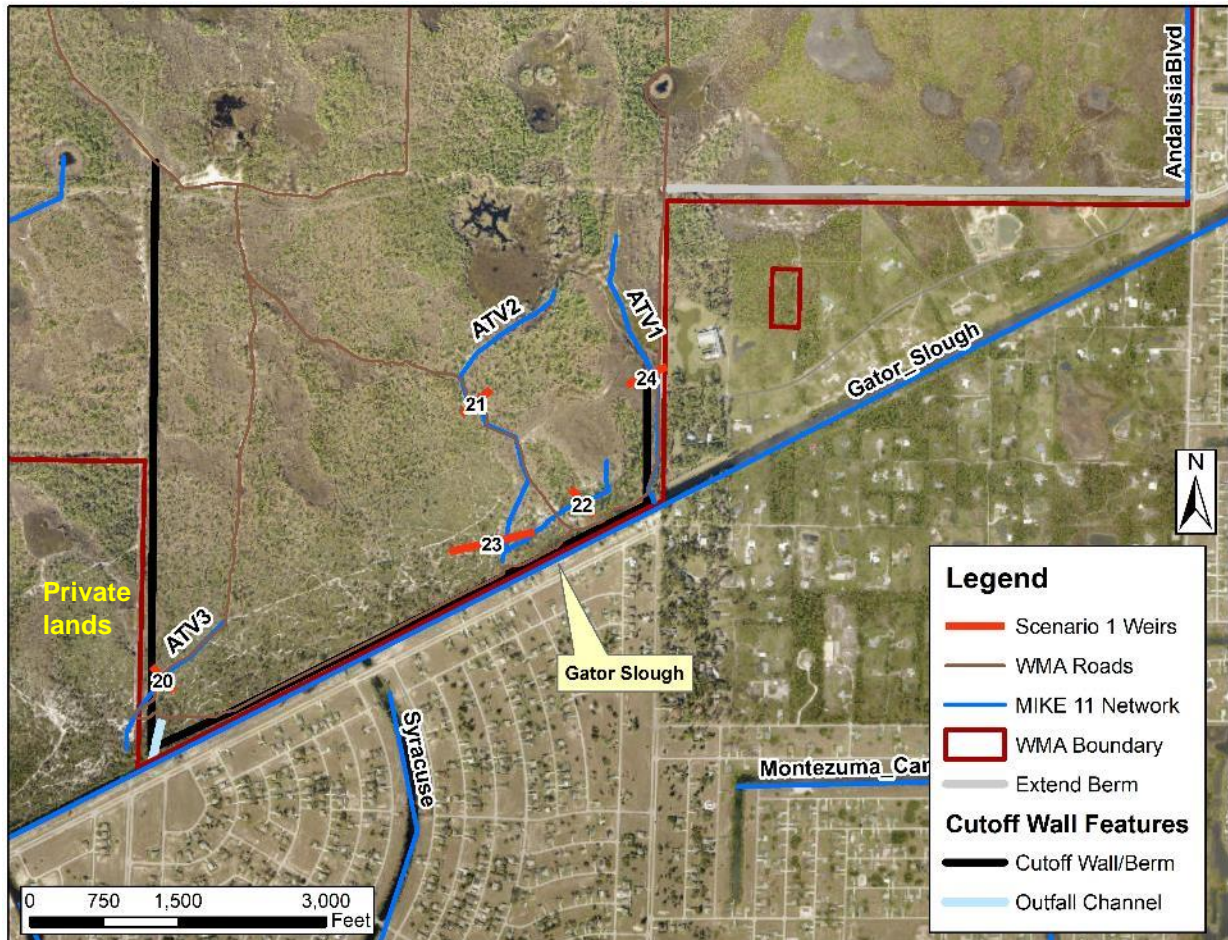 AndalusiaBlvd
ATV2
ATV1
Gator_Slough
24
21
22
23
N
Private
lands
ATV3
20
Gator Slough
Syracuse
Montezuma_Can
Legend
Scenario 1 Weirs
WMA Roads
MIKE 11 Network
WMA Boundary
Extend Berm
Cutoff Wall Features
Cutoff Wall/Berm
Outfall Channel
0 750 1,500 3,000
Feet